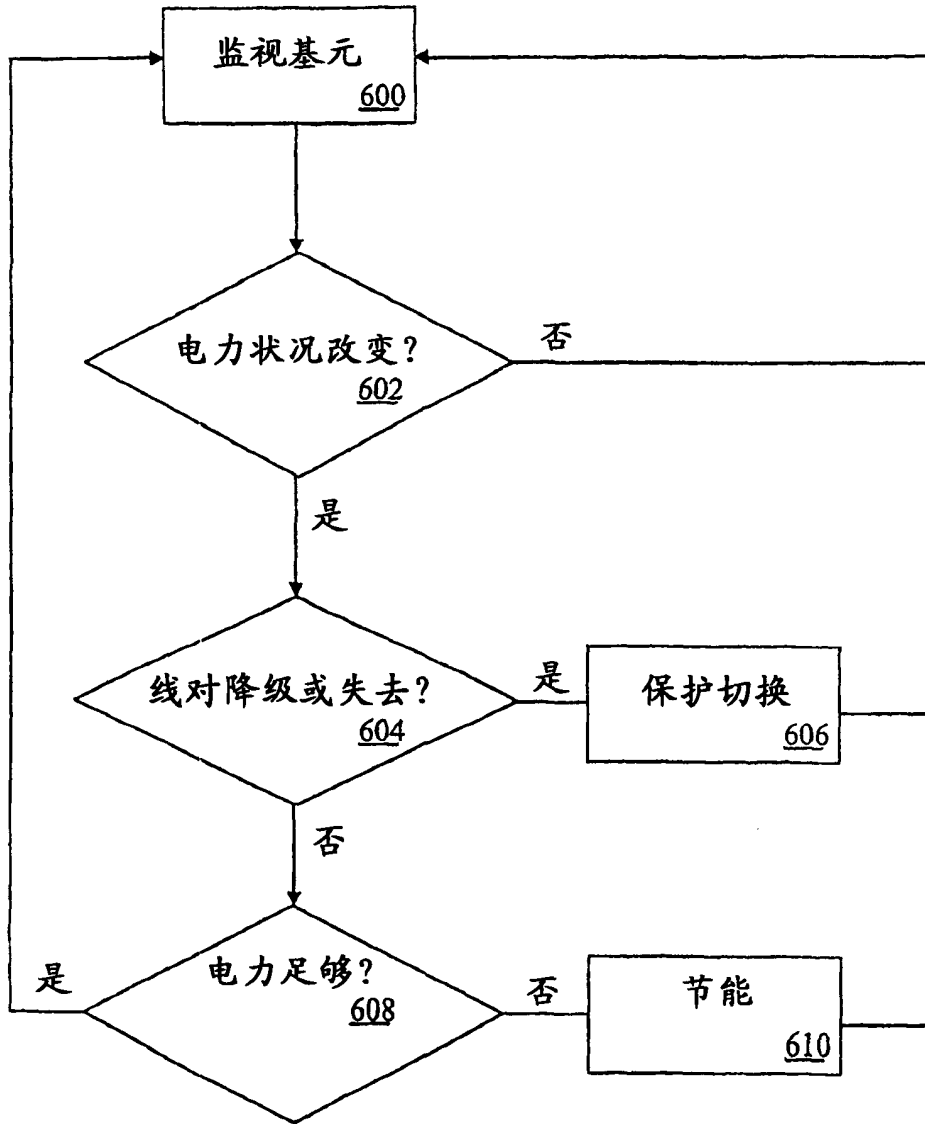 监视基元
600
电力状况改变?
602
否
是
线对降级或失去?
604
是
保护切换
606
否
电力足够?
608
是
否
节能
610